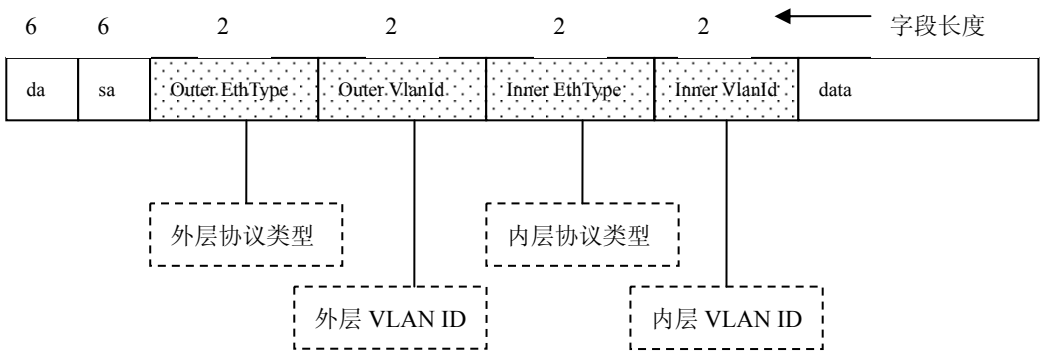 6 6 2 2 2 2 字段长度
da sa Outer EthType Outer VlanId Inner EthType Inner VlanId data
外层协议类型 内层协议类型
外层 VLAN ID 内层 VLAN ID